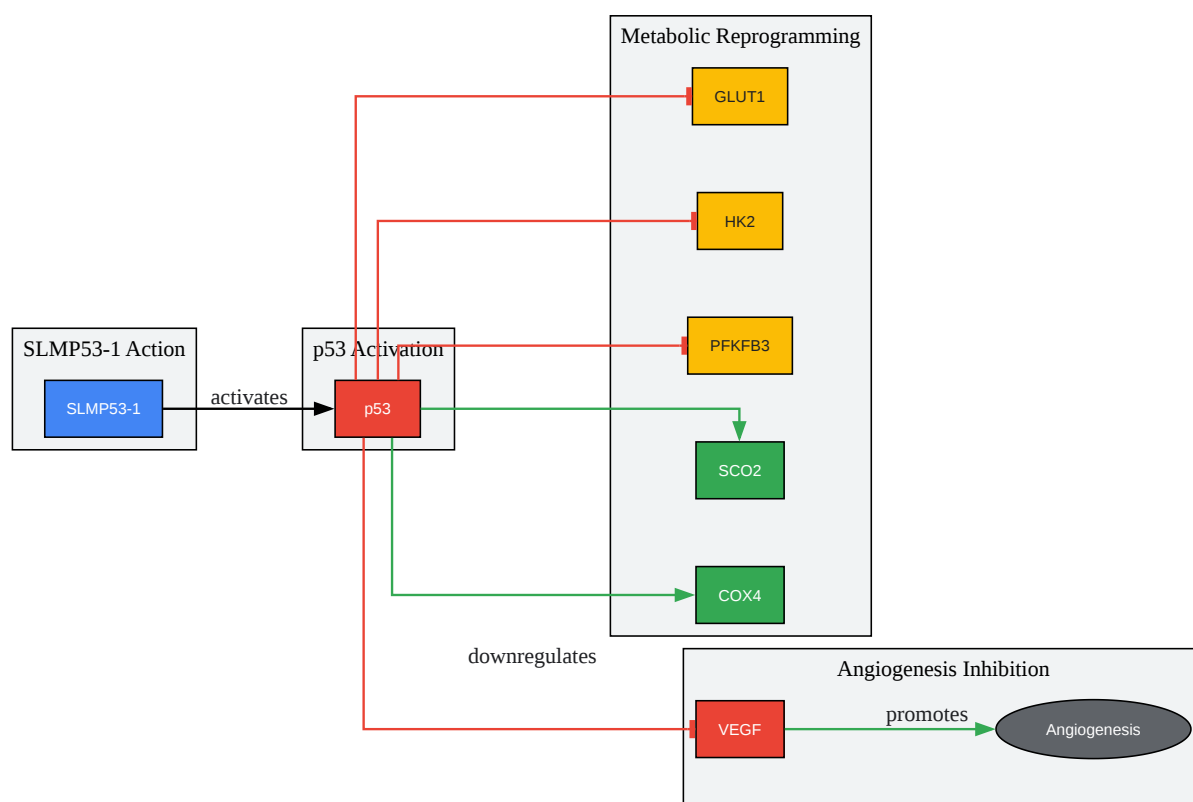 Metabolic Reprogramming
GLUT1
HK2
PFKFB3
SCO2
COX4
SLMP53-1 Action
SLMP53-1
activates
p53 Activation
p53
downregulates
Angiogenesis Inhibition
VEGF
promotes
Angiogenesis